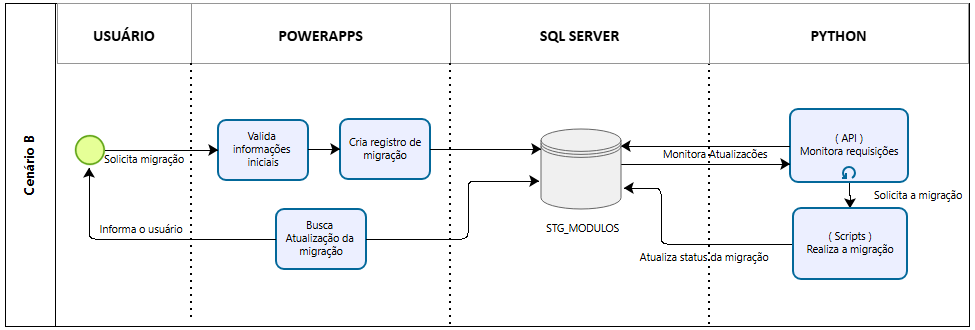 USUÁRIO
POWERAPPS
SQL SERVER
PYTHON
Cenário B
Solicita migração
Valida
informações
iniciais
Cria registro de
migração
Monitora Atualizacões
( API )
Monitora requisições
Solicita a migração
Informa o usuário
Busca
Atualização da
migração
STG_MODULOS
Atualiza status da migração
( Scripts )
Realiza a migração